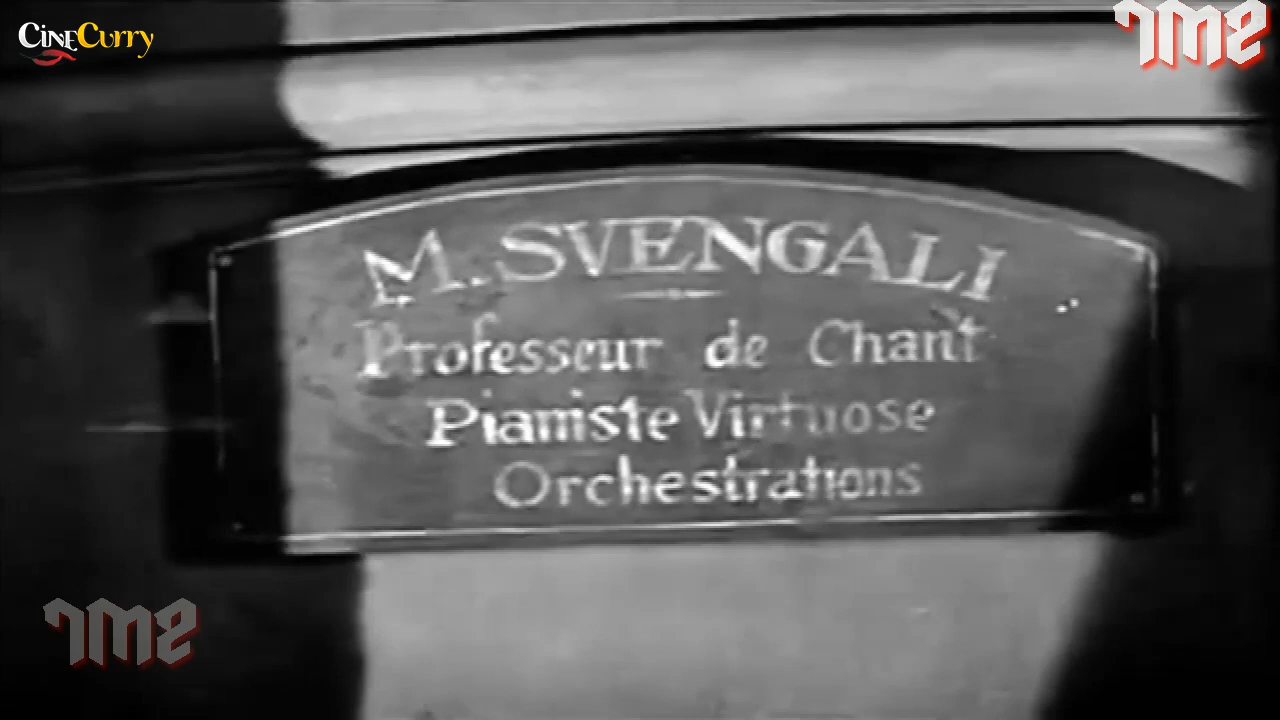 CineCurry
M. SVENGALI
Professeur de Chant
Pianiste Virtuose
Orchestrations